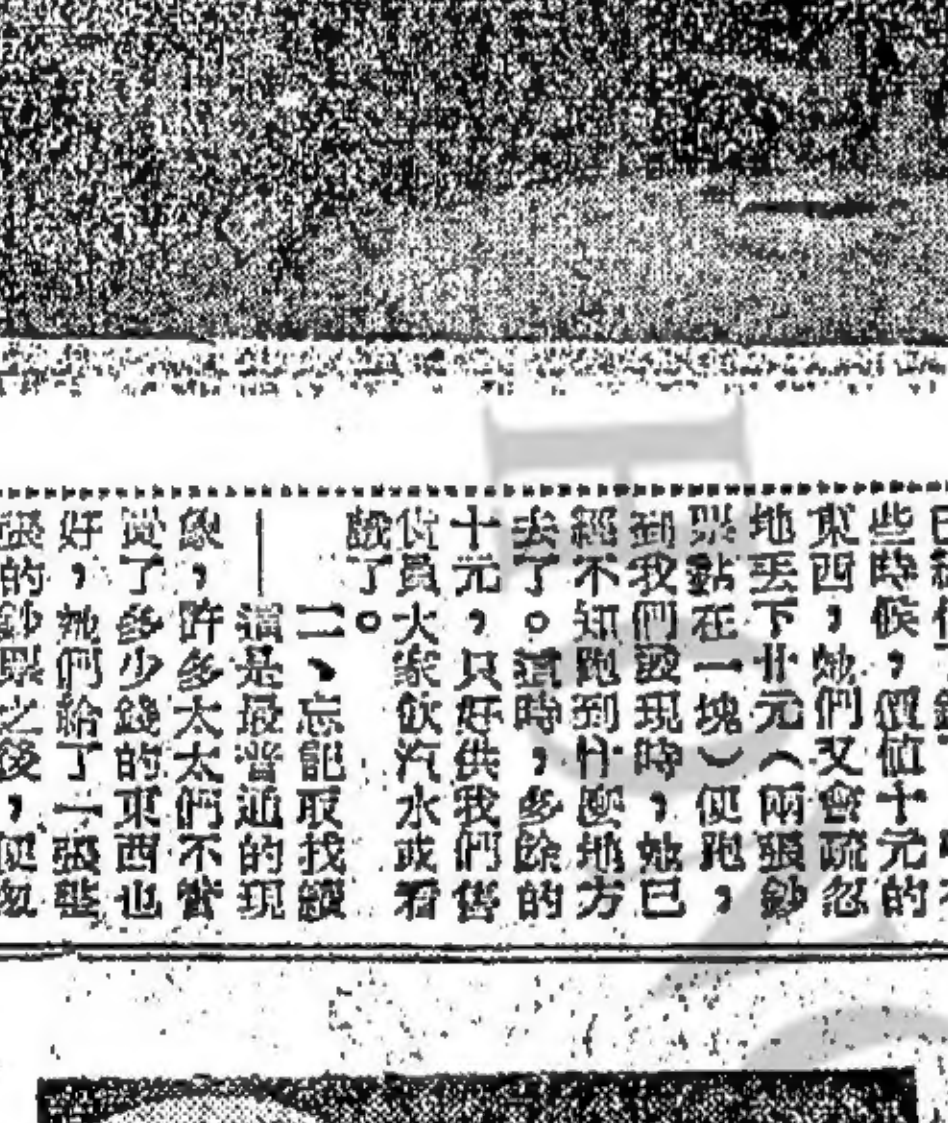 些時候，價值十元的
東西，她們又會疏忽
地丟下廿元（兩張鈔
票黏在一塊）便跑，
到我們發現時，她已
經不知跑到什麼地方
去了。這時，多餘的
十元，只好供我們售
貨員大家飲汽水或看
戲了。
二、忘記取找續
——這是最普通的現
象，許多太太們不管
買了多少錢的東西也
好，她們給了一張整
張的鈔票之後，便忽